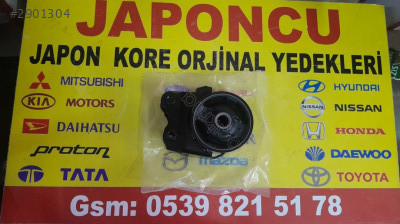 #2901304
JAPONCU
JAPON KORE ORJİNAL YEDEKLERİ
MITSUBISHI
HYUNDAI
KIA MOTORS
NISSAN
DAIHATSU
HONDA
proton
mazda
DAEWOO
TATA
TOYOTA
Gsm: 0539 821 51 78